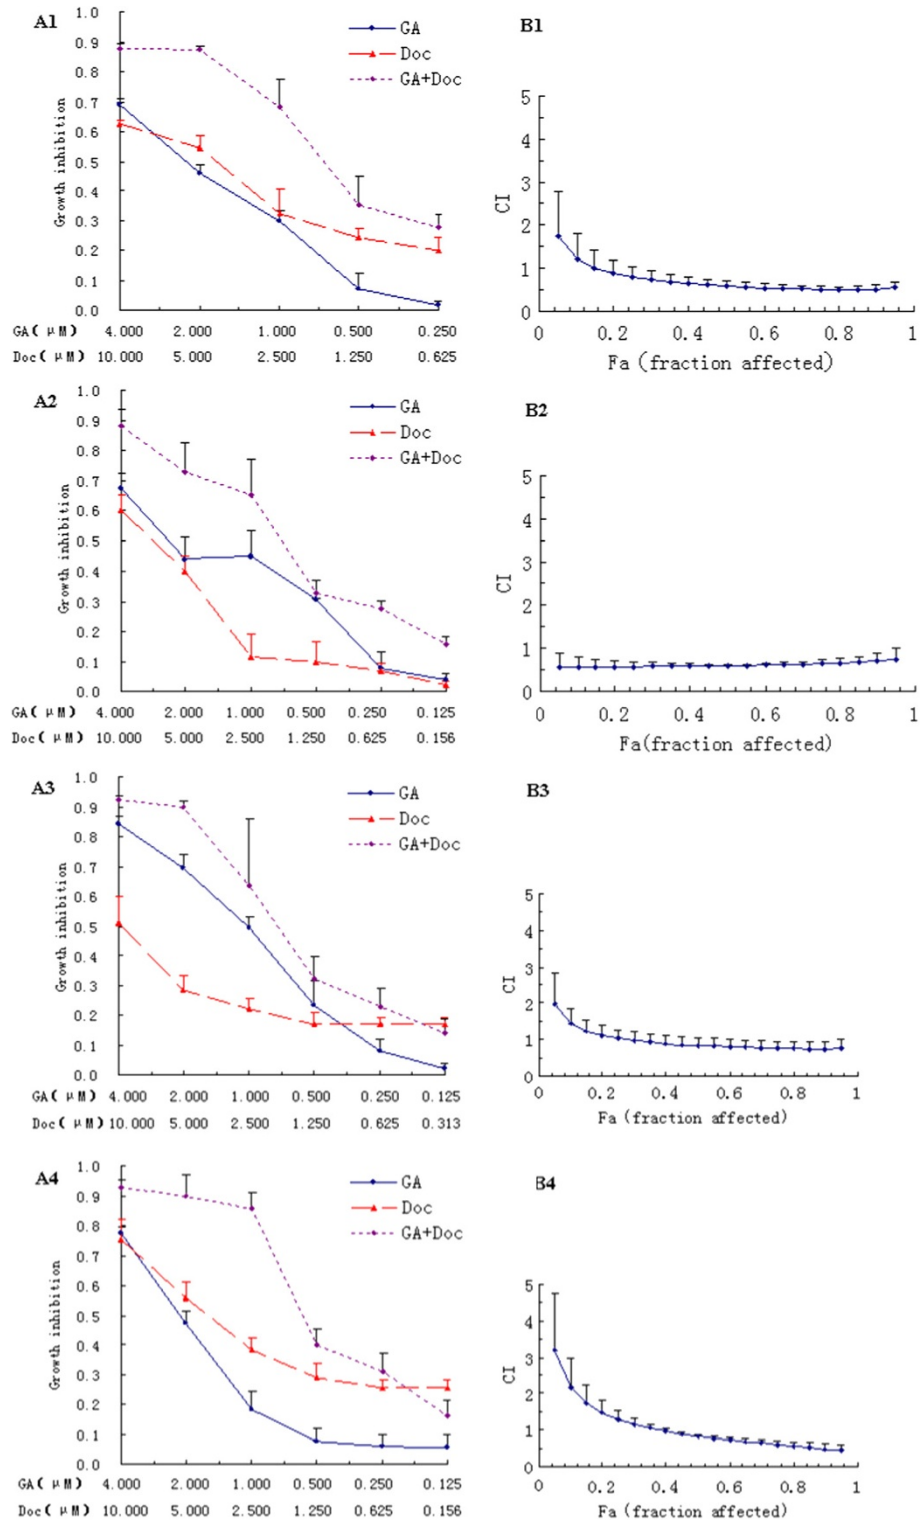 A1
GA
Doc
GA+Doc
Growth inhibition
1.0
0.9
0.8
0.7
0.6
0.5
0.4
0.3
0.2
0.1
0.0
GA( μM) 4.000 2.000 1.000 0.500 0.250
Doc( μM) 10.000 5.000 2.500 1.250 0.625
B1
CI
5
4
3
2
1
0
0 0.2 0.4 0.6 0.8 1
Fa (fraction affected)
A2
GA
Doc
GA+Doc
Growth inhibition
1.0
0.9
0.8
0.7
0.6
0.5
0.4
0.3
0.2
0.1
0.0
GA( μM) 4.000 2.000 1.000 0.500 0.250 0.125
Doc( μM) 10.000 5.000 2.500 1.250 0.625 0.156
B2
CI
5
4
3
2
1
0
0 0.2 0.4 0.6 0.8 1
Fa(fraction affected)
A3
GA
Doc
GA+Doc
Growth inhibition
1.0
0.9
0.8
0.7
0.6
0.5
0.4
0.3
0.2
0.1
0.0
GA( μM) 4.000 2.000 1.000 0.500 0.250 0.125
Doc( μM) 10.000 5.000 2.500 1.250 0.625 0.313
B3
CI
5
4
3
2
1
0
0 0.2 0.4 0.6 0.8 1
Fa (fraction affected)
A4
GA
Doc
GA+Doc
Growth inhibition
1.0
0.9
0.8
0.7
0.6
0.5
0.4
0.3
0.2
0.1
0.0
GA( μM) 4.000 2.000 1.000 0.500 0.250 0.125
Doc( μM) 10.000 5.000 2.500 1.250 0.625 0.156
B4
CI
5
4
3
2
1
0
0 0.2 0.4 0.6 0.8 1
Fa (fraction affected)